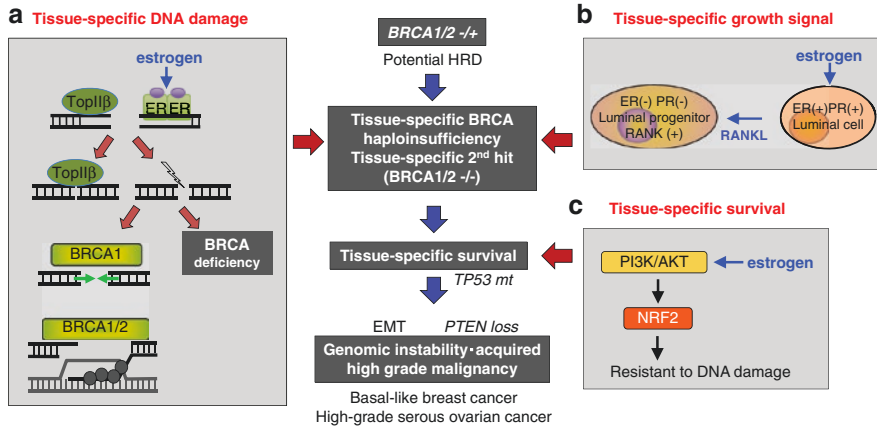 a Tissue-specific DNA damage
estrogen
TopIIβ
ER ER
TopIIβ
BRCA1
BRCA
deficiency
BRCA1/2
BRCA1/2 -/+
Potential HRD
Tissue-specific BRCA
haploinsufficiency
Tissue-specific 2nd hit
(BRCA1/2 -/-)
Tissue-specific survival
TP53 mt
EMT PTEN loss
Genomic instability・acquired
high grade malignancy
Basal-like breast cancer
High-grade serous ovarian cancer
b Tissue-specific growth signal
estrogen
ER(-) PR(-)
Luminal progenitor
RANK (+)
RANKL
ER(+)PR(+)
Luminal cell
c Tissue-specific survival
PI3K/AKT
estrogen
NRF2
Resistant to DNA damage